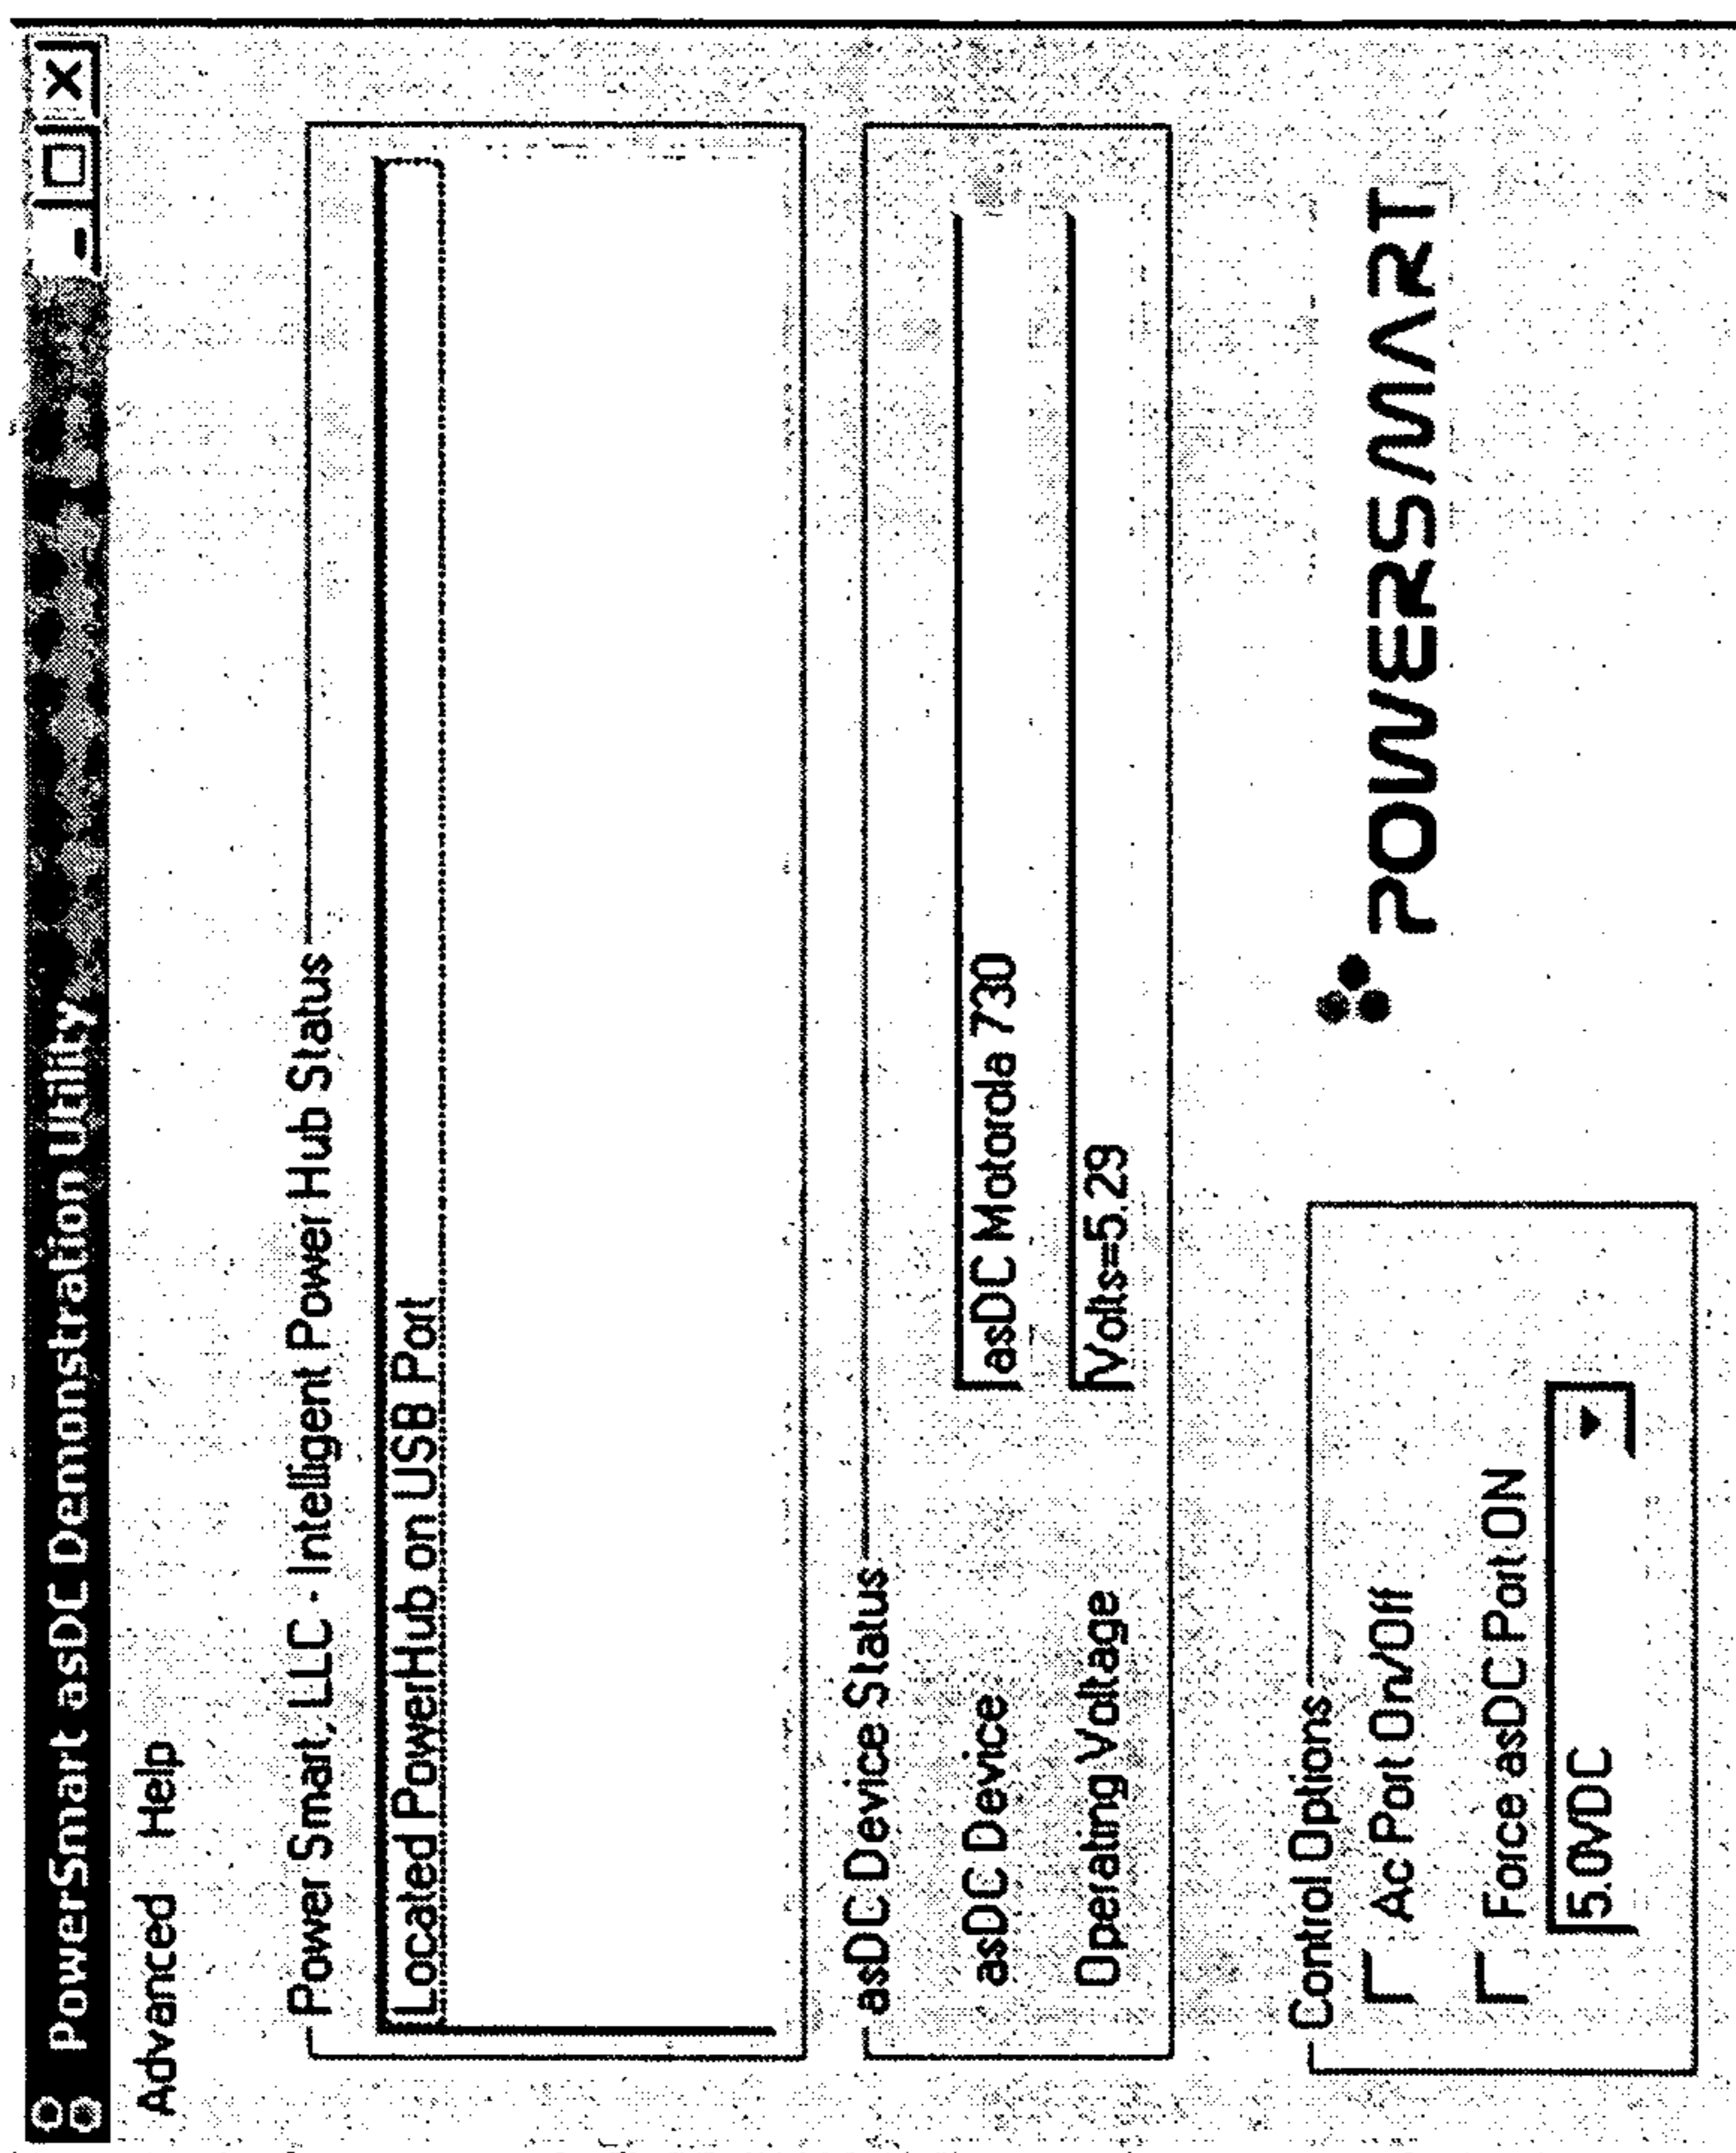 PowerSmart asDC Demonstration Utility
Advanced Help
Power Smart, LLC - Intelligent Power Hub Status
Located PowerHub on USB Port
asDC Device Status
asDC Device asDC Motorola 730
Operating Voltage Volts=5.29
Control Options
Ac Port On/Off
Force asDC Port ON
5.0VDC
POWERSMART